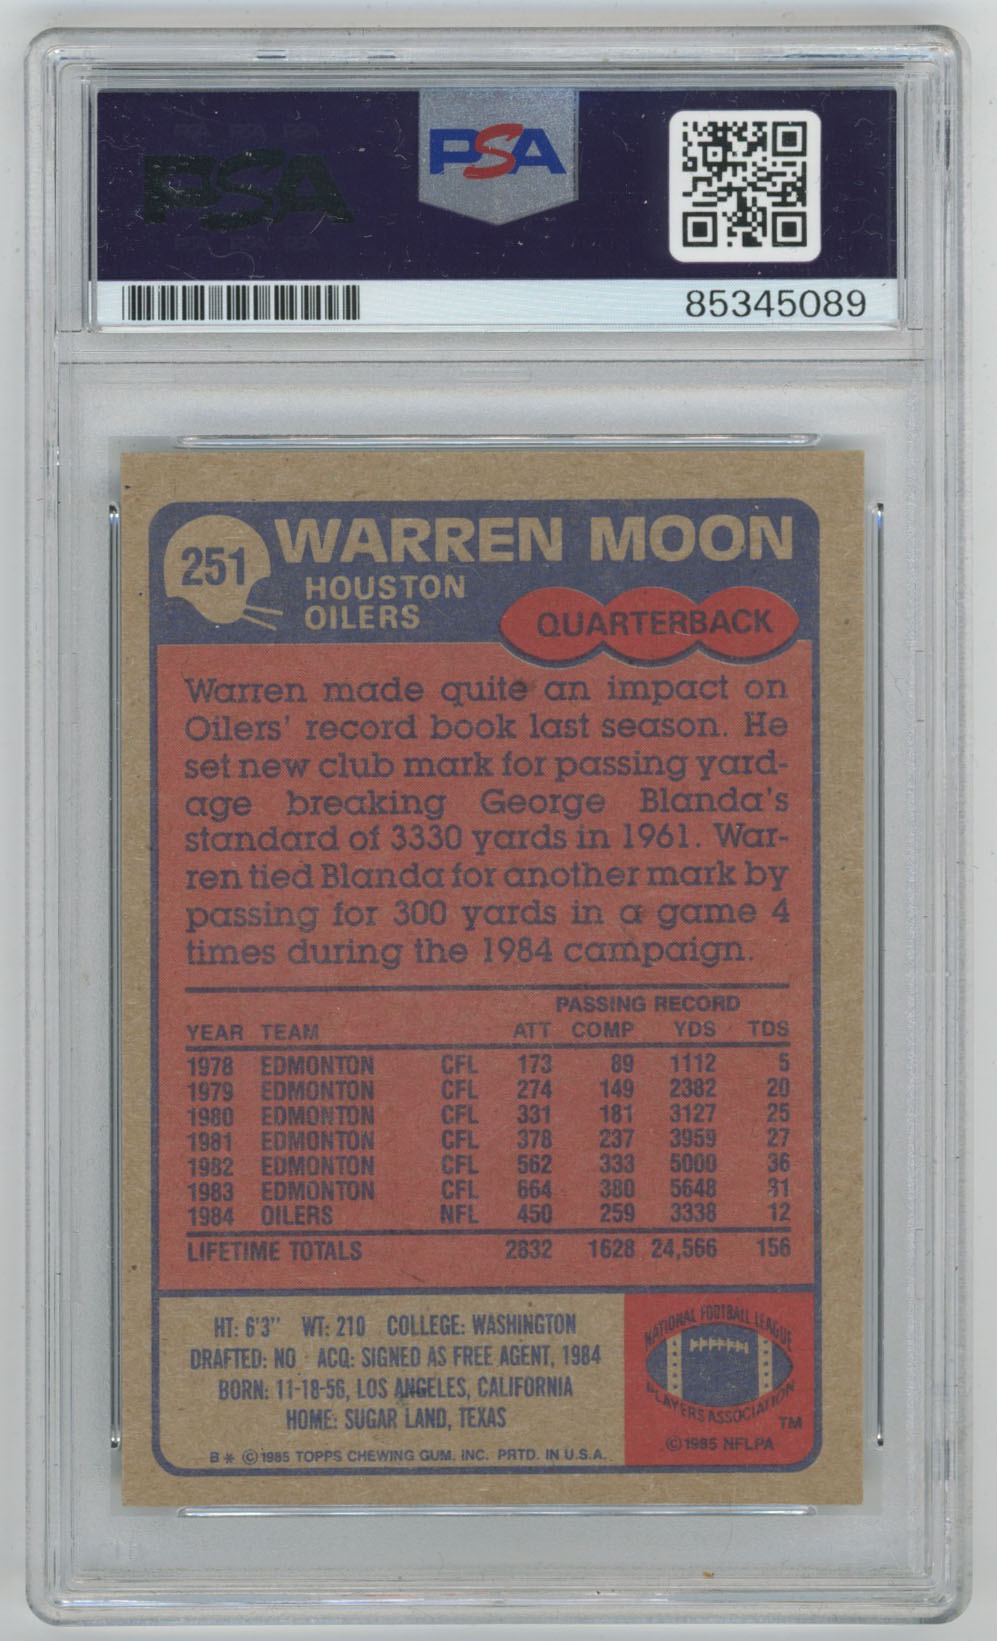 PSA
PSA
85345089
251
WARREN MOON
HOUSTON
OILERS
QUARTERBACK
Warren made quite an impact on
Oilers' record book last season. He
set new club mark for passing yard-
age breaking George Blanda's
standard of 3330 yards in 1961. War-
ren tied Blanda for another mark by
passing for 300 yards in a game 4
times during the 1984 campaign.
PASSING RECORD
YEAR TEAM ATT COMP YDS TDS
1978 EDMONTON CFL 173 89 1112 5
1979 EDMONTON CFL 274 149 2382 20
1980 EDMONTON CFL 331 181 3127 25
1981 EDMONTON CFL 378 237 3959 27
1982 EDMONTON CFL 562 333 5000 36
1983 EDMONTON CFL 664 380 5648 31
1984 OILERS NFL 450 259 3338 12
LIFETIME TOTALS 2832 1628 24,566 156
HT: 6'3" WT: 210 COLLEGE: WASHINGTON
DRAFTED: NO ACQ: SIGNED AS FREE AGENT, 1984
BORN: 11-18-56, LOS ANGELES, CALIFORNIA
HOME: SUGAR LAND, TEXAS
B * © 1985 TOPPS CHEWING GUM, INC. PRTD. IN U.S.A.
NATIONAL FOOTBALL LEAGUE
PLAYERS ASSOCIATION
TM
© 1985 NFLPA